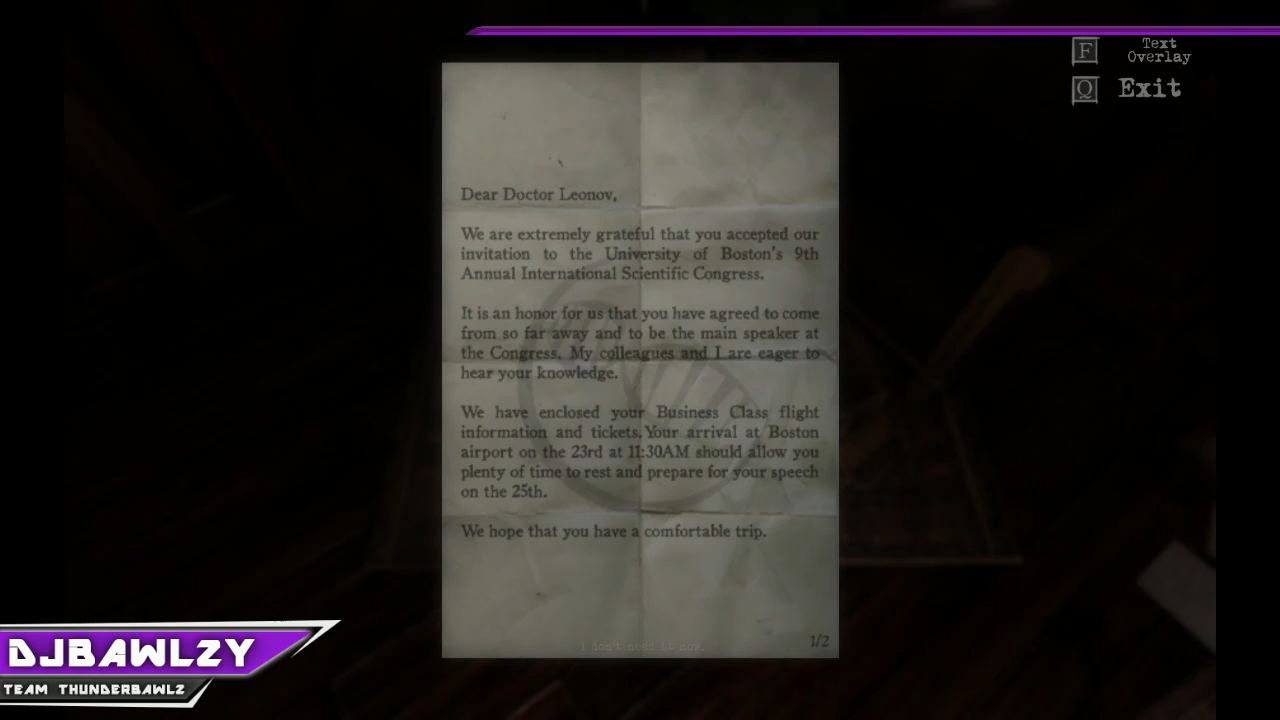 F Text
Overlay
Q Exit
Dear Doctor Leonov,
We are extremely grateful that you accepted our
invitation to the University of Boston's 9th
Annual International Scientific Congress.
It is an honor for us that you have agreed to come
from so far away and to be the main speaker at
the Congress. My colleagues and I are eager to
hear your knowledge.
We have enclosed your Business Class flight
information and tickets. Your arrival at Boston
airport on the 23rd at 11:30AM should allow you
plenty of time to rest and prepare for your speech
on the 25th.
We hope that you have a comfortable trip.
I don't need it now.
1/2
DJBAWLZY
TEAM THUNDERBAWLZ